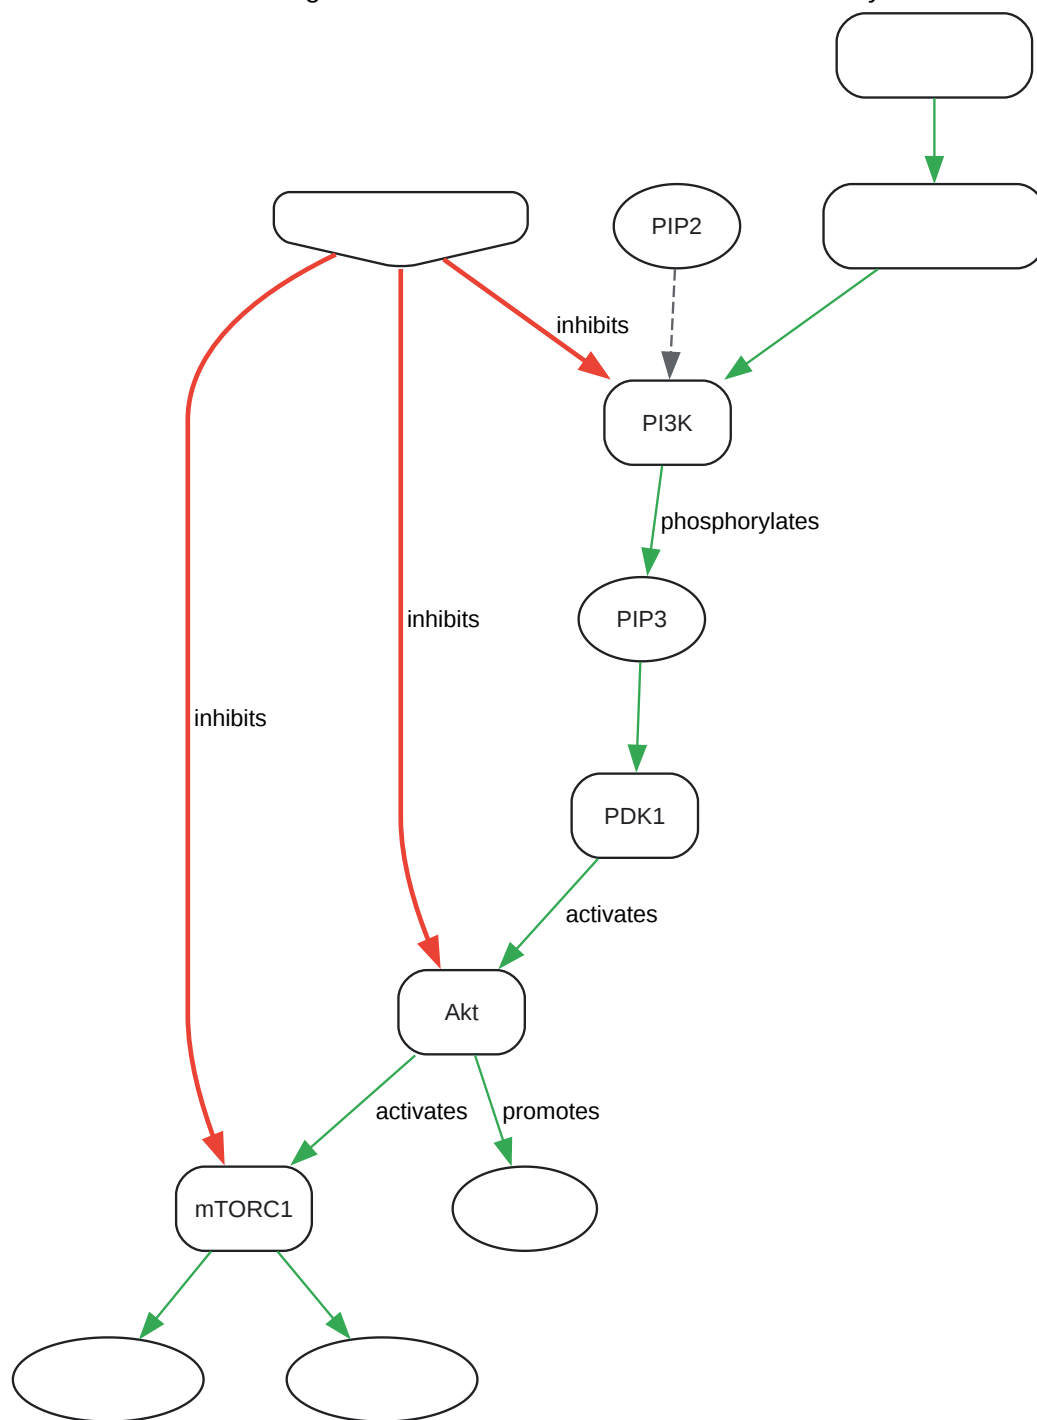 PIP2
inhibits
PI3K
phosphorylates
inhibits
PIP3
inhibits
PDK1
activates
Akt
activates
promotes
mTORC1